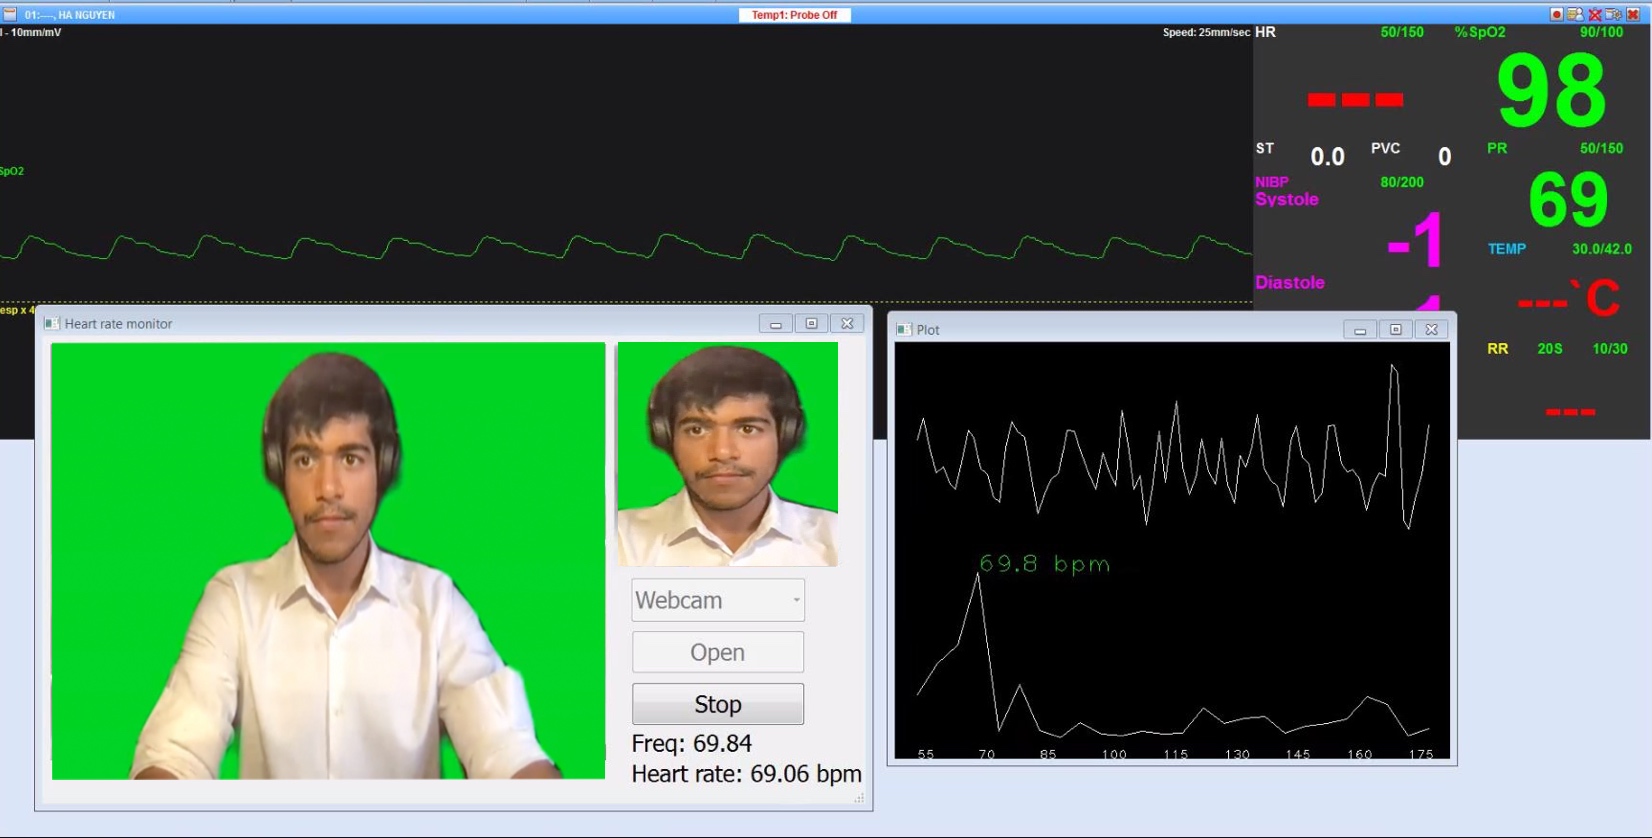 01:----, HA NGUYEN
Temp1: Probe Off
I - 10mm/mV
Speed: 25mm/sec
HR
50/150
%SpO2
90/100
---
98
ST
0.0
PVC
0
PR
50/150
69
NIBP
80/200
Systole
-1
TEMP
30.0/42.0
Diastole
---`C
RR
20S
10/30
---
SpO2
esp x 4
Heart rate monitor
Webcam
Open
Stop
Freq: 69.84
Heart rate: 69.06 bpm
Plot
69.8 bpm
55 70 85 100 115 130 145 160 175